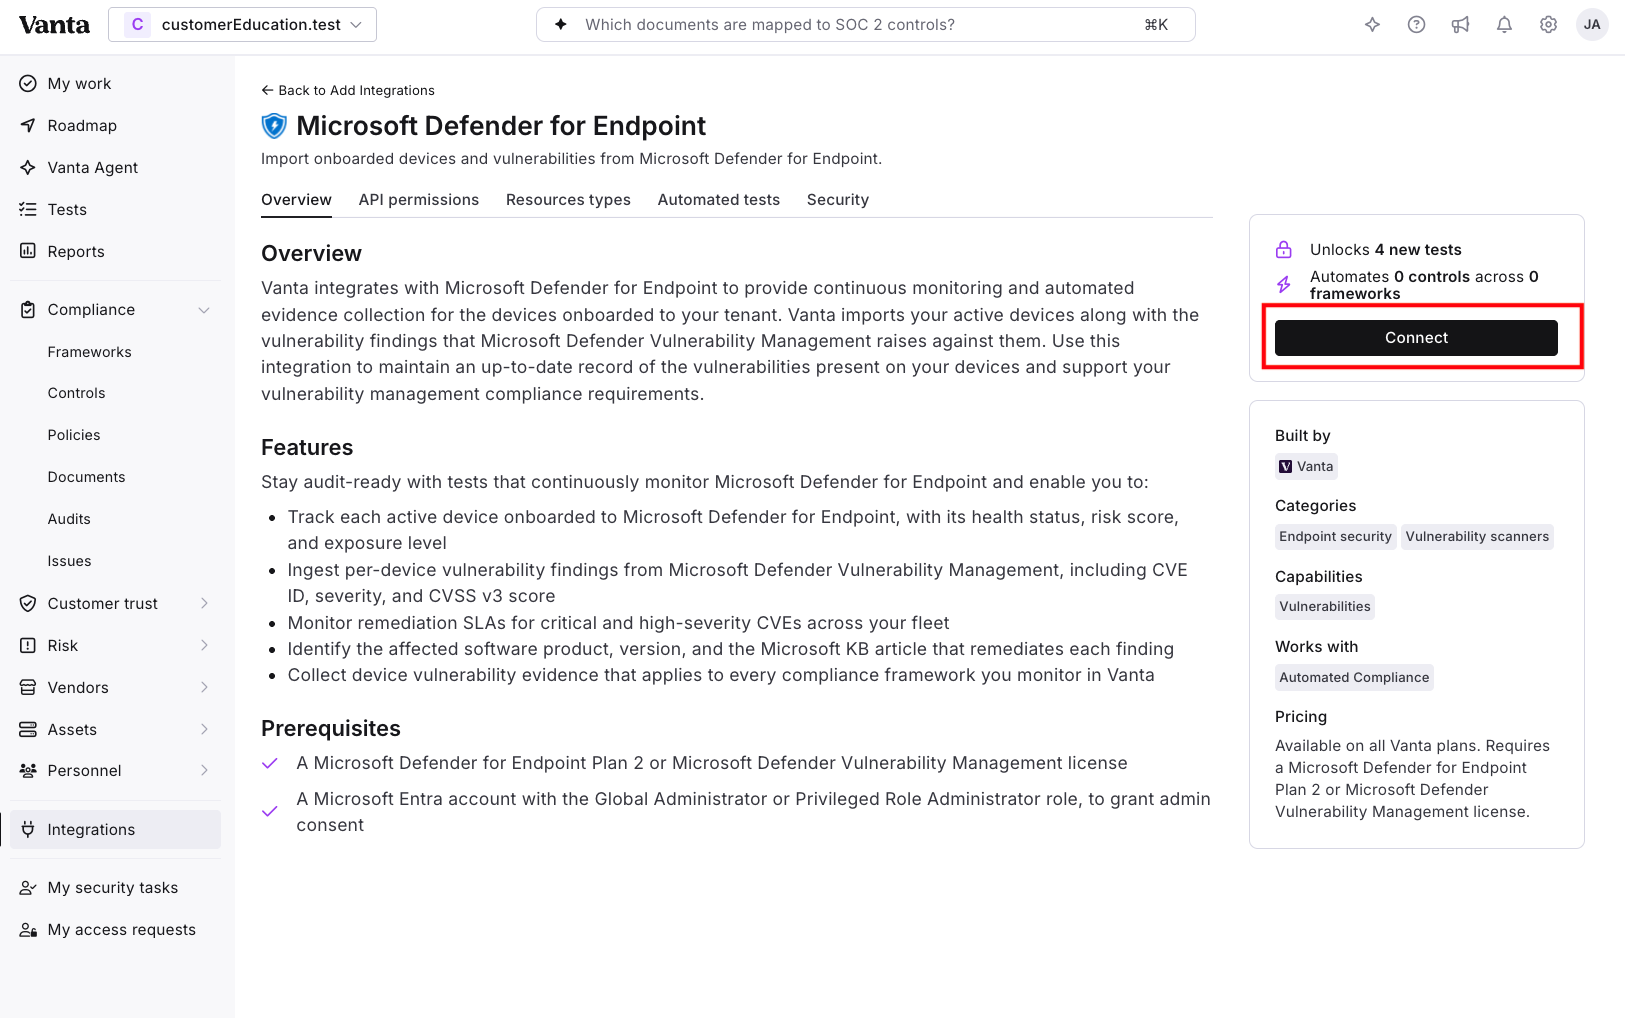 Vanta
C customerEducation.test
Which documents are mapped to SOC 2 controls? ⌘K
JA
My work
Roadmap
Vanta Agent
Tests
Reports
Compliance
Frameworks
Controls
Policies
Documents
Audits
Issues
Customer trust
Risk
Vendors
Assets
Personnel
Integrations
My security tasks
My access requests
← Back to Add Integrations
Microsoft Defender for Endpoint
Import onboarded devices and vulnerabilities from Microsoft Defender for Endpoint.
Overview API permissions Resources types Automated tests Security
Overview
Vanta integrates with Microsoft Defender for Endpoint to provide continuous monitoring and automated
evidence collection for the devices onboarded to your tenant. Vanta imports your active devices along with the
vulnerability findings that Microsoft Defender Vulnerability Management raises against them. Use this
integration to maintain an up-to-date record of the vulnerabilities present on your devices and support your
vulnerability management compliance requirements.
Features
Stay audit-ready with tests that continuously monitor Microsoft Defender for Endpoint and enable you to:
• Track each active device onboarded to Microsoft Defender for Endpoint, with its health status, risk score,
and exposure level
• Ingest per-device vulnerability findings from Microsoft Defender Vulnerability Management, including CVE
ID, severity, and CVSS v3 score
• Monitor remediation SLAs for critical and high-severity CVEs across your fleet
• Identify the affected software product, version, and the Microsoft KB article that remediates each finding
• Collect device vulnerability evidence that applies to every compliance framework you monitor in Vanta
Prerequisites
A Microsoft Defender for Endpoint Plan 2 or Microsoft Defender Vulnerability Management license
A Microsoft Entra account with the Global Administrator or Privileged Role Administrator role, to grant admin
consent
Unlocks 4 new tests
Automates 0 controls across 0
frameworks
Connect
Built by
V Vanta
Categories
Endpoint security Vulnerability scanners
Capabilities
Vulnerabilities
Works with
Automated Compliance
Pricing
Available on all Vanta plans. Requires
a Microsoft Defender for Endpoint
Plan 2 or Microsoft Defender
Vulnerability Management license.